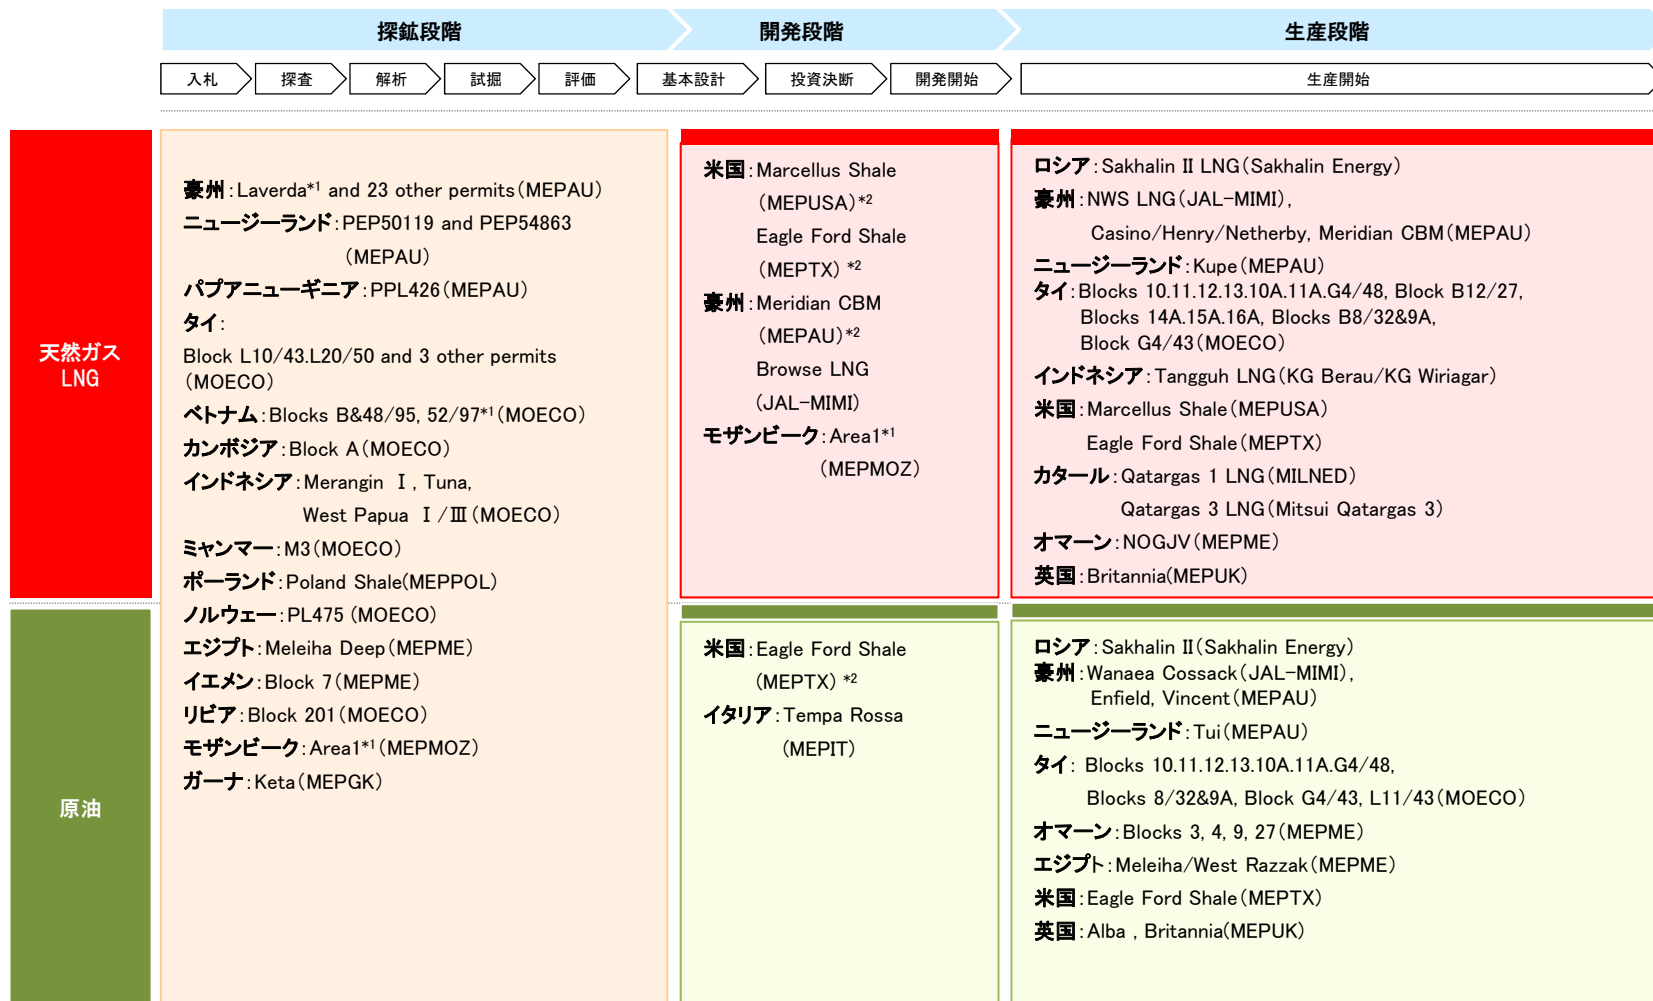 探鉱段階
開発段階
生産段階
入札
探査
解析
試掘
評価
基本設計
投資決断
開発開始
生産開始
天然ガス
LNG
豪州：Laverda*1 and 23 other permits（MEPAU）
ニュージーランド：PEP50119 and PEP54863
（MEPAU）
パプアニューギニア：PPL426（MEPAU）
タイ：
Block L10/43.L20/50 and 3 other permits
（MOECO）
ベトナム：Blocks B&48/95, 52/97*1（MOECO）
カンボジア：Block A（MOECO）
インドネシア：Merangin Ⅰ, Tuna,
West Papua Ⅰ/Ⅲ（MOECO）
ミャンマー：M3（MOECO）
ポーランド：Poland Shale(MEPPOL）
ノルウェー：PL475 （MOECO）
エジプト：Meleiha Deep（MEPME）
イエメン：Block 7（MEPME）
リビア：Block 201（MOECO）
モザンビーク：Area1*1（MEPMOZ）
ガーナ：Keta（MEPGK）
米国：Marcellus Shale
（MEPUSA）*2
Eagle Ford Shale
（MEPTX） *2
豪州：Meridian CBM
（MEPAU）*2
Browse LNG
（JAL-MIMI）
モザンビーク：Area1*1
（MEPMOZ）
ロシア：Sakhalin II LNG（Sakhalin Energy）
豪州：NWS LNG（JAL-MIMI）,
Casino/Henry/Netherby, Meridian CBM（MEPAU）
ニュージーランド：Kupe（MEPAU）
タイ：Blocks 10.11.12.13.10A.11A.G4/48, Block B12/27,
Blocks 14A.15A.16A, Blocks B8/32&9A,
Block G4/43（MOECO）
インドネシア：Tangguh LNG（KG Berau/KG Wiriagar）
米国：Marcellus Shale（MEPUSA）
Eagle Ford Shale（MEPTX）
カタール：Qatargas 1 LNG（MILNED）
Qatargas 3 LNG（Mitsui Qatargas 3）
オマーン：NOGJV（MEPME）
英国：Britannia(MEPUK）
原油
米国：Eagle Ford Shale
（MEPTX） *2
イタリア：Tempa Rossa
（MEPIT）
ロシア：Sakhalin II（Sakhalin Energy）
豪州：Wanaea Cossack（JAL-MIMI）,
Enfield, Vincent（MEPAU）
ニュージーランド：Tui（MEPAU）
タイ： Blocks 10.11.12.13.10A.11A.G4/48,
Blocks 8/32&9A, Block G4/43, L11/43（MOECO）
オマーン：Blocks 3, 4, 9, 27（MEPME）
エジプト：Meleiha/West Razzak（MEPME）
米国：Eagle Ford Shale（MEPTX）
英国：Alba , Britannia(MEPUK）